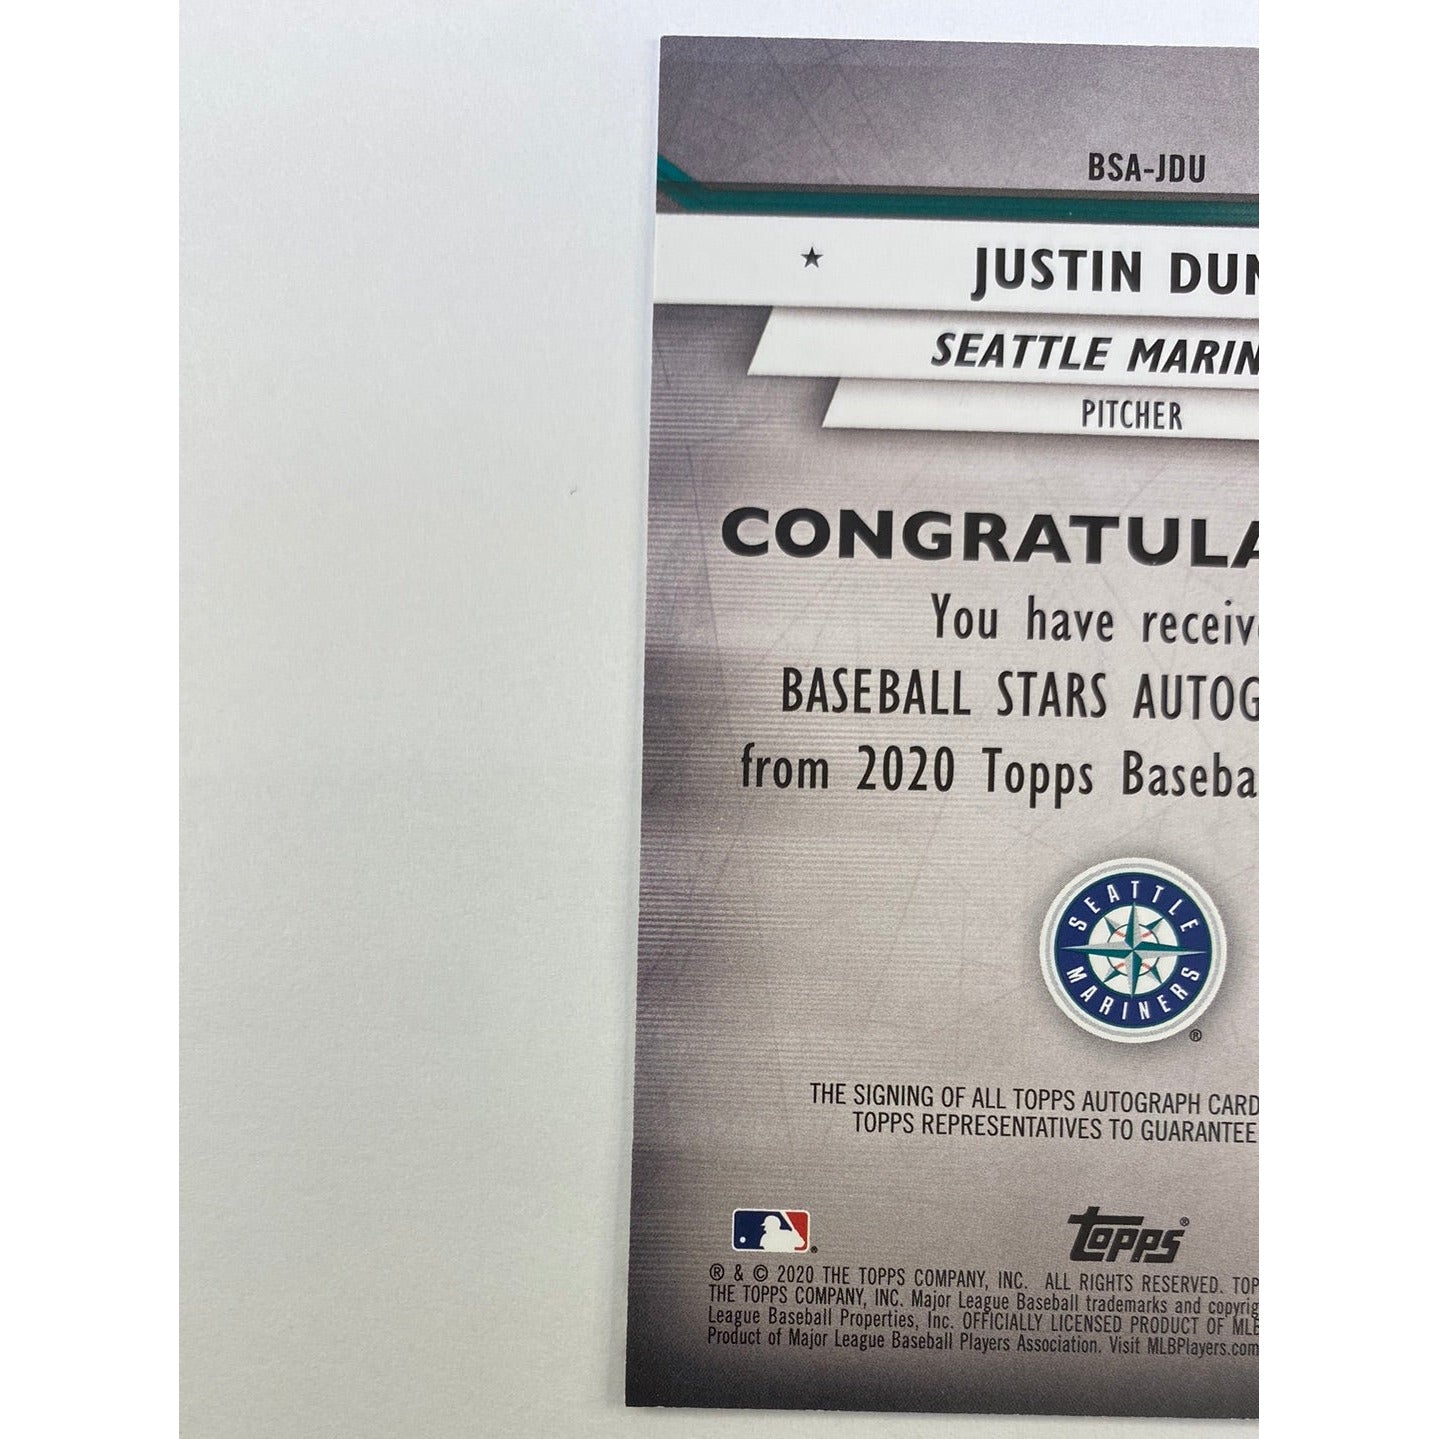 BSA-JDU
JUSTIN DUN
SEATTLE MARIN
PITCHER
CONGRATULA
You have receiv
BASEBALL STARS AUTOG
from 2020 Topps Baseba
SEATTLE
MARINERS
®
THE SIGNING OF ALL TOPPS AUTOGRAPH CARD
TOPPS REPRESENTATIVES TO GUARANTEE
topps®
® & © 2020 THE TOPPS COMPANY, INC. ALL RIGHTS RESERVED. TOP
THE TOPPS COMPANY, INC. Major League Baseball trademarks and copyrig
League Baseball Properties, Inc. OFFICIALLY LICENSED PRODUCT OF MLB
Product of Major League Baseball Players Association. Visit MLBPlayers.com